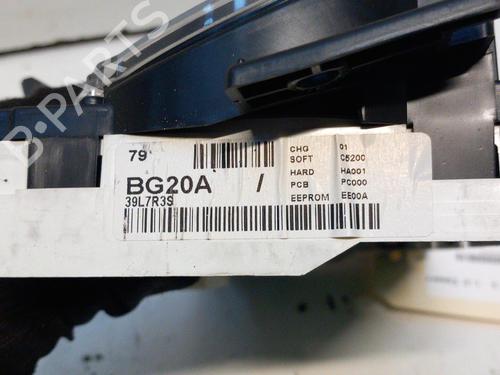 B-PARTS
79
CHG 01
SOFT C5200
HARD HA001
PCB PC000
EEPROM EE00A
BG20A /
39L7R3S